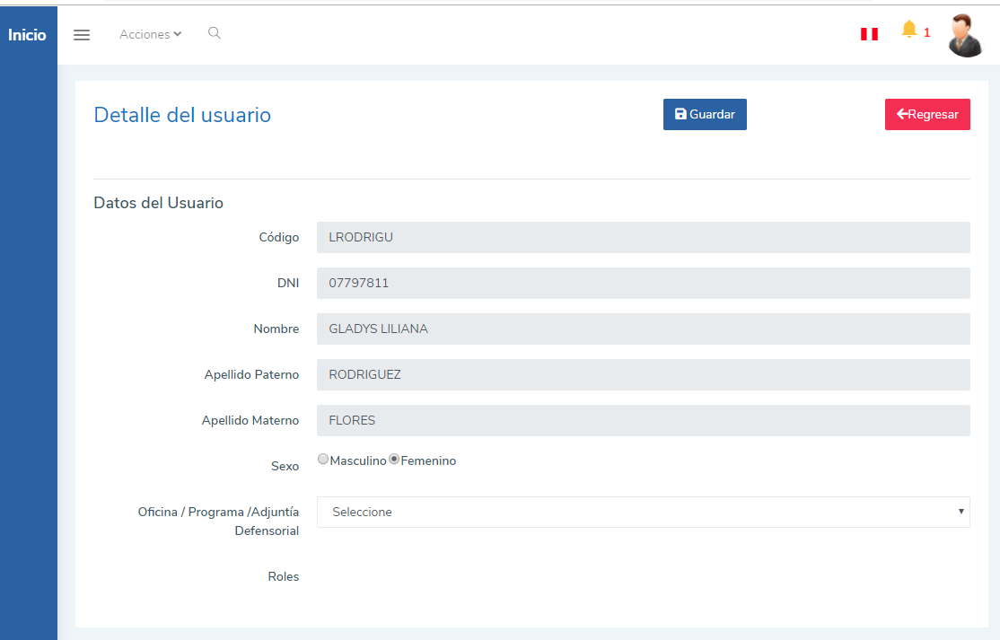 Inicio
Acciones
1
Detalle del usuario
Guardar
Regresar
Datos del Usuario
Código
LRODRIGU
DNI
07797811
Nombre
GLADYS LILIANA
Apellido Paterno
RODRIGUEZ
Apellido Materno
FLORES
Sexo
Masculino Femenino
Oficina / Programa /Adjuntía
Defensorial
Seleccione
Roles